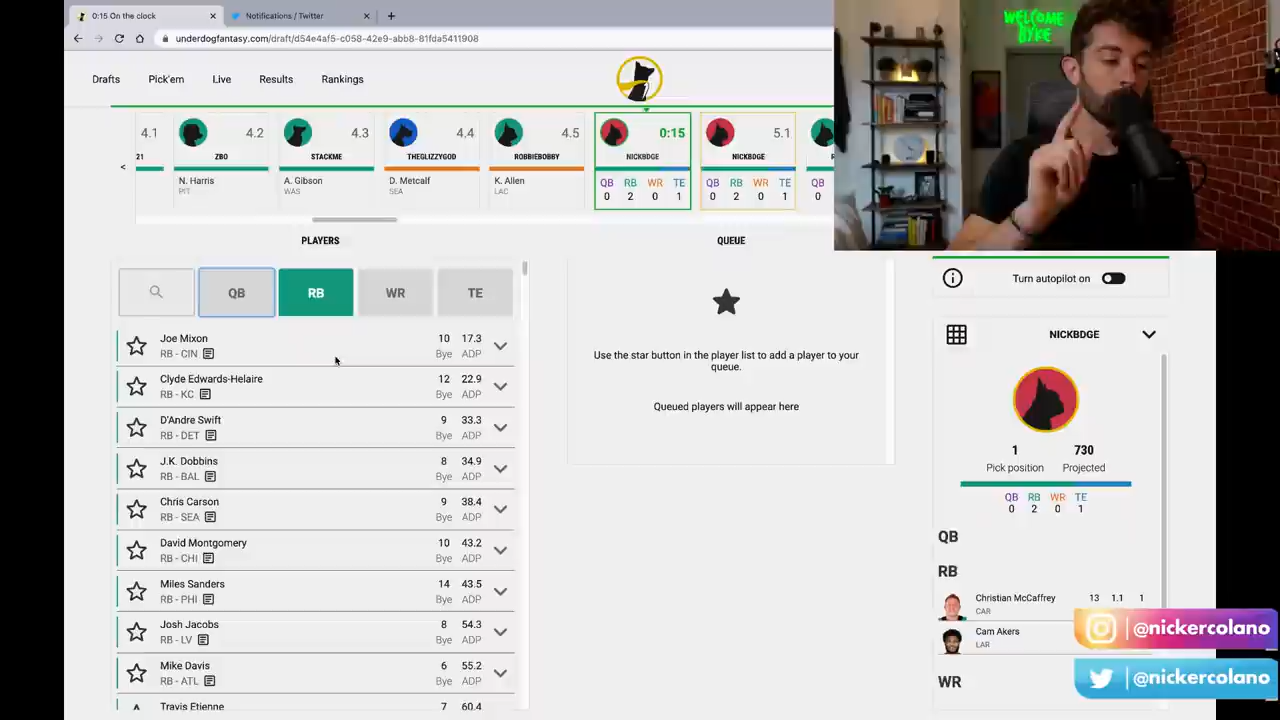 0:15 On the clock
Notifications / Twitter
underdogfantasy.com/draft/d54e4af5-c058-42e9-abb8-81fda5411908
WELCOME
BYKE
Drafts Pick'em Live Results Rankings
4.1
21
4.2
ZBO
N. Harris
PIT
4.3
STACKME
A. Gibson
WAS
4.4
THEGLIZZYGOD
D. Metcalf
SEA
4.5
ROBBIEBOBBY
K. Allen
LAC
0:15
NICKBDGE
QB RB WR TE
0 2 0 1
5.1
NICKBDGE
QB RB WR TE
0 2 0 1
QB
0
PLAYERS
QUEUE
QB RB WR TE
Joe Mixon 10 17.3
RB - CIN Bye ADP
Clyde Edwards-Helaire 12 22.9
RB - KC Bye ADP
D'Andre Swift 9 33.3
RB - DET Bye ADP
J.K. Dobbins 8 34.9
RB - BAL Bye ADP
Chris Carson 9 38.4
RB - SEA Bye ADP
David Montgomery 10 43.2
RB - CHI Bye ADP
Miles Sanders 14 43.5
RB - PHI Bye ADP
Josh Jacobs 8 54.3
RB - LV Bye ADP
Mike Davis 6 55.2
RB - ATL Bye ADP
Travis Etienne 7 60.4
Use the star button in the player list to add a player to your
queue.
Queued players will appear here
Turn autopilot on
NICKBDGE
1 730
Pick position Projected
QB RB WR TE
0 2 0 1
QB
RB
Christian McCaffrey 13 1.1 1
CAR
Cam Akers
LAR
WR
@nickercolano
@nickercolano